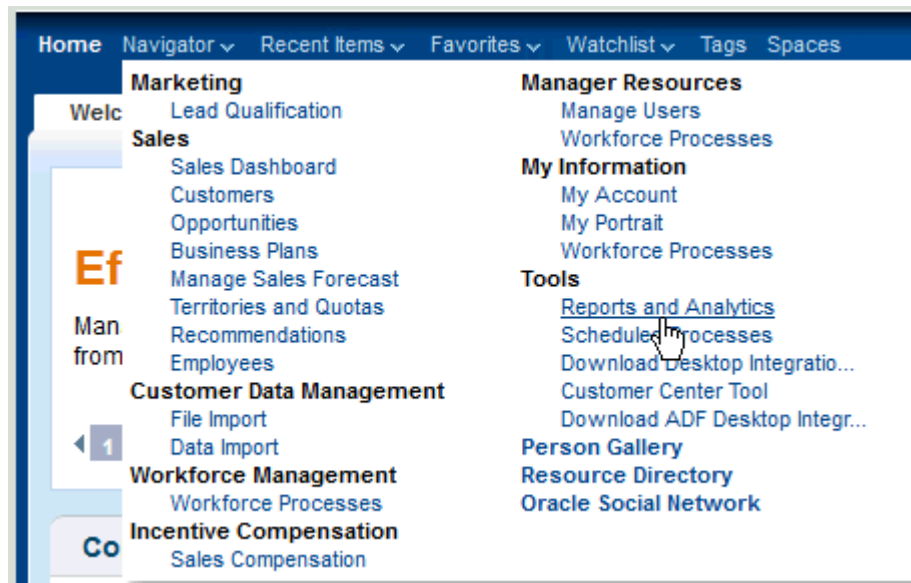 Home Navigator Recent Items Favorites Watchlist Tags Spaces
Welc
Ef
Man
from
1
Co
Marketing
Lead Qualification
Sales
Sales Dashboard
Customers
Opportunities
Business Plans
Manage Sales Forecast
Territories and Quotas
Recommendations
Employees
Customer Data Management
File Import
Data Import
Workforce Management
Workforce Processes
Incentive Compensation
Sales Compensation
Manager Resources
Manage Users
Workforce Processes
My Information
My Account
My Portrait
Workforce Processes
Tools
Reports and Analytics
Scheduled Processes
Download Desktop Integratio...
Customer Center Tool
Download ADF Desktop Integr...
Person Gallery
Resource Directory
Oracle Social Network